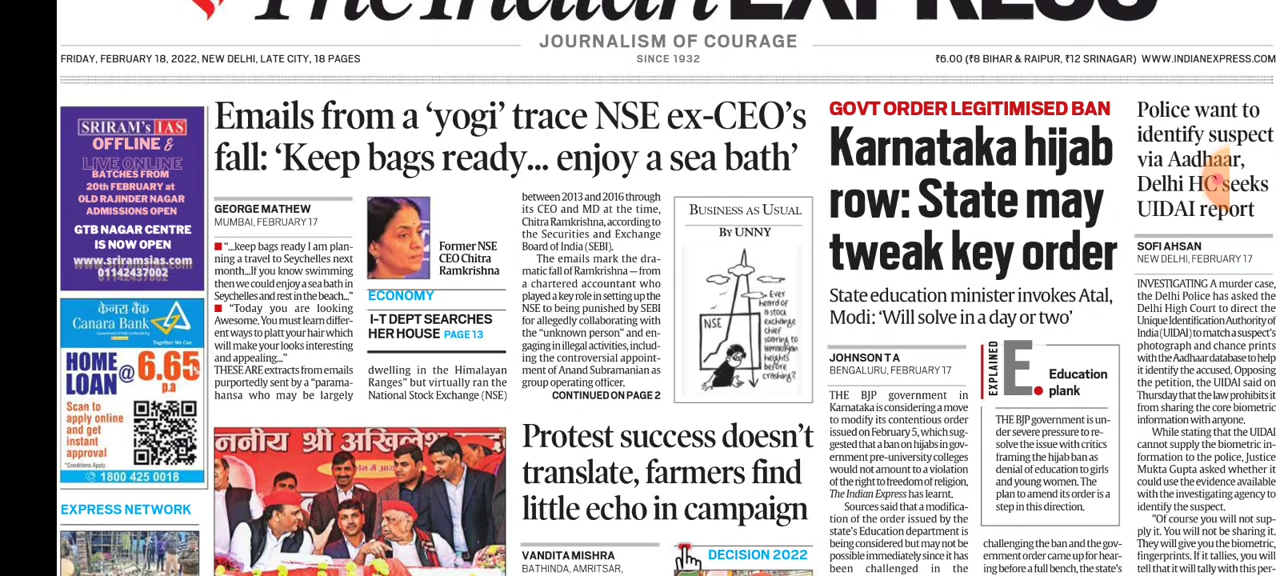 The Indian EXPRESS
JOURNALISM OF COURAGE
SINCE 1932
FRIDAY, FEBRUARY 18, 2022, NEW DELHI, LATE CITY, 18 PAGES
₹6.00 (₹8 BIHAR & RAIPUR, ₹12 SRINAGAR) WWW.INDIANEXPRESS.COM
SRIRAM's IAS
OFFLINE &
LIVE ONLINE
BATCHES FROM
20th FEBRUARY at
OLD RAJINDER NAGAR
ADMISSIONS OPEN
GTB NAGAR CENTRE
IS NOW OPEN
www.sriramsias.com
01142437002
केनरा बैंक
Canara Bank
Together We Can
HOME
LOAN @ 6.65
p.a
Scan to
apply online
and get
instant
approval
*Conditions Apply
1800 425 0018
EXPRESS NETWORK
Emails from a ‘yogi’ trace NSE ex-CEO’s
fall: ‘Keep bags ready... enjoy a sea bath’
GEORGE MATHEW
MUMBAI, FEBRUARY 17
“...keep bags ready I am plan-
ning a travel to Seychelles next
month...If you know swimming
then we could enjoy a sea bath in
Seychelles and rest in the beach...”
“Today you are looking
Awesome. You must learn differ-
ent ways to platt your hair which
will make your looks interesting
and appealing...”
THESE ARE extracts from emails
purportedly sent by a “parama-
hansa who may be largely
Former NSE
CEO Chitra
Ramkrishna
ECONOMY
I-T DEPT SEARCHES
HER HOUSE PAGE 13
dwelling in the Himalayan
Ranges” but virtually ran the
National Stock Exchange (NSE)
between 2013 and 2016 through
its CEO and MD at the time,
Chitra Ramkrishna, according to
the Securities and Exchange
Board of India (SEBI).
The emails mark the dra-
matic fall of Ramkrishna — from
a chartered accountant who
played a key role in setting up the
NSE to being punished by SEBI
for allegedly collaborating with
the “unknown person” and en-
gaging in illegal activities, includ-
ing the controversial appoint-
ment of Anand Subramanian as
group operating officer.
CONTINUED ON PAGE 2
BUSINESS AS USUAL
BY UNNY
Ever
heard of
a stock
exchange
chief
soaring to
Himalayan
heights
before
crashing?
NSE
ननीय श्री अखिलेश
Protest success doesn’t
translate, farmers find
little echo in campaign
VANDITA MISHRA
BATHINDA, AMRITSAR,
DECISION 2022
GOVT ORDER LEGITIMISED BAN
Karnataka hijab
row: State may
tweak key order
State education minister invokes Atal,
Modi: ‘Will solve in a day or two’
JOHNSON T A
BENGALURU, FEBRUARY 17
THE BJP government in
Karnataka is considering a move
to modify its contentious order
issued on February 5, which sug-
gested that a ban on hijabs in gov-
ernment pre-university colleges
would not amount to a violation
of the right to freedom of religion,
The Indian Express has learnt.
Sources said that a modifica-
tion of the order issued by the
state’s Education department is
being considered but may not be
possible immediately since it has
been challenged in the
EXPLAINED
E.
Education
plank
THE BJP government is un-
der severe pressure to re-
solve the issue with critics
framing the hijab ban as
denial of education to girls
and young women. The
plan to amend its order is a
step in this direction.
challenging the ban and the gov-
ernment order came up for hear-
ing before a full bench, the state’s
Police want to
identify suspect
via Aadhaar,
Delhi HC seeks
UIDAI report
SOFI AHSAN
NEW DELHI, FEBRUARY 17
INVESTIGATING A murder case,
the Delhi Police has asked the
Delhi High Court to direct the
Unique Identification Authority of
India (UIDAI) to match a suspect’s
photograph and chance prints
with the Aadhaar database to help
it identify the accused. Opposing
the petition, the UIDAI said on
Thursday that the law prohibits it
from sharing the core biometric
information with anyone.
While stating that the UIDAI
cannot supply the biometric in-
formation to the police, Justice
Mukta Gupta asked whether it
could use the evidence available
with the investigating agency to
identify the suspect.
“Of course you will not sup-
ply it. You will not be sharing it.
They will give you the biometric,
fingerprints. If it tallies, you will
tell that it will tally with this per-